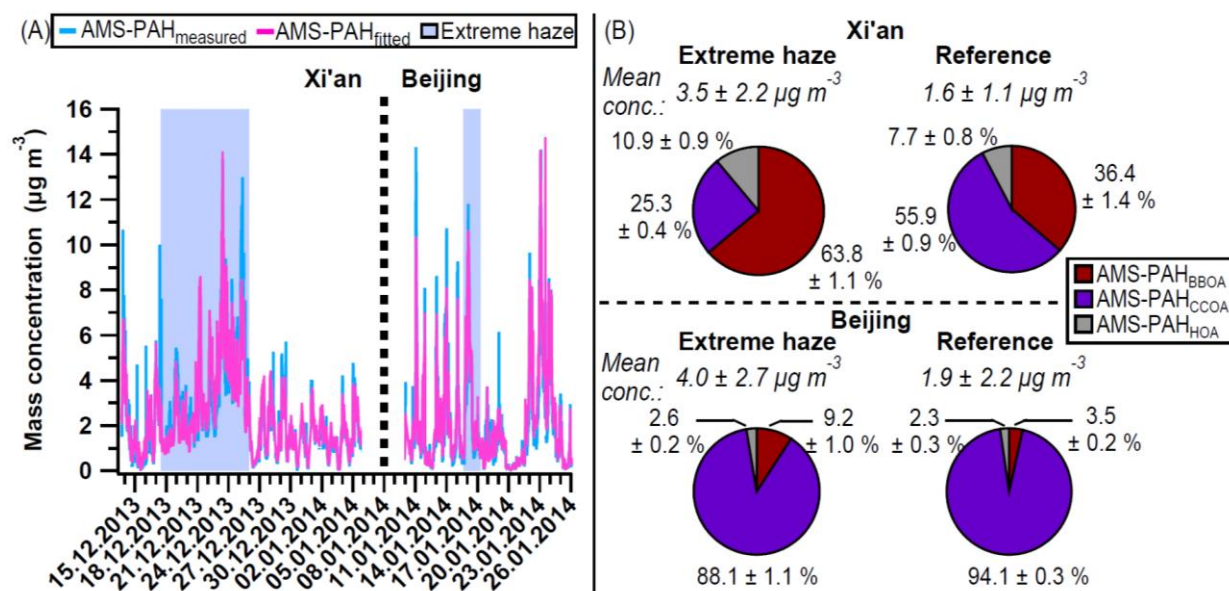 (A) AMS-PAHmeasured AMS-PAHfitted Extreme haze
Xi'an Beijing
Mass concentration (µg m⁻³)
16
14
12
10
8
6
4
2
0
15.12.2013
18.12.2013
21.12.2013
24.12.2013
27.12.2013
30.12.2013
02.01.2014
05.01.2014
08.01.2014
11.01.2014
14.01.2014
17.01.2014
20.01.2014
23.01.2014
26.01.2014
(B)
Xi'an
Extreme haze
Mean
conc.:
3.5 ± 2.2 µg m⁻³
10.9 ± 0.9 %
25.3
± 0.4 %
63.8
± 1.1 %
Reference
1.6 ± 1.1 µg m⁻³
7.7 ± 0.8 %
36.4
± 1.4 %
55.9
± 0.9 %
AMS-PAHBBOA
AMS-PAHCCOA
AMS-PAHHOA
Beijing
Extreme haze
Mean
conc.:
4.0 ± 2.7 µg m⁻³
2.6
± 0.2 %
9.2
± 1.0 %
88.1 ± 1.1 %
Reference
1.9 ± 2.2 µg m⁻³
2.3
± 0.3 %
3.5
± 0.2 %
94.1 ± 0.3 %